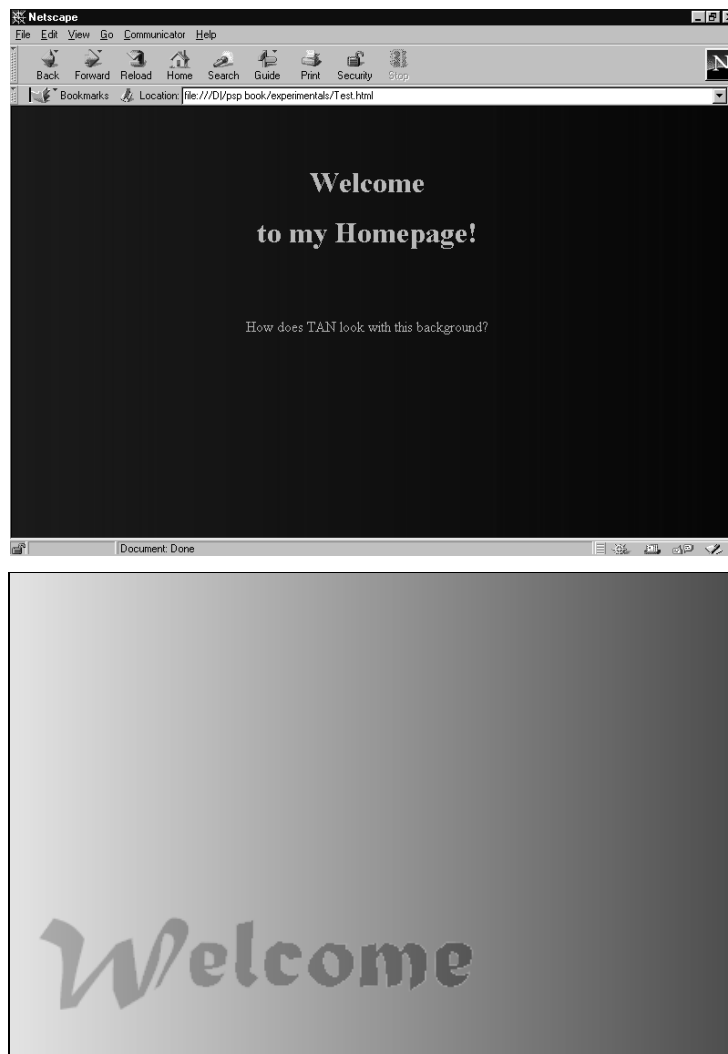 Netscape
File Edit View Go Communicator Help
Back Forward Reload Home Search Guide Print Security Stop
Bookmarks Location: file:///D|/psp book/experimentals/Test.html
N
Welcome
to my Homepage!
How does TAN look with this background?
Document: Done
Welcome